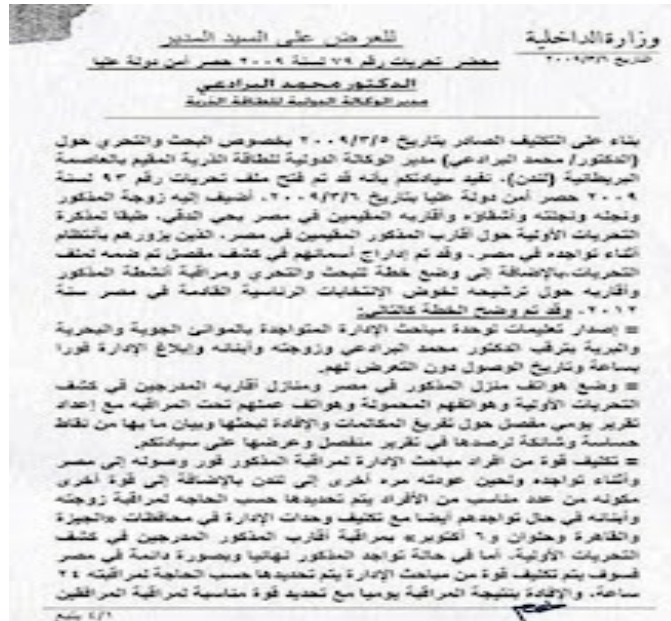 وزارة الداخلية
التاريخ ٢٠٠٩/٣/٦
للعرض على السيد المدير
محضر تحريات رقم ٧٩ لسنة ٢٠٠٩ حصر أمن دولة عليا
الدكتور محمد البرادعي
مدير الوكالة الدولية للطاقة الذرية
بناء على التكليف الصادر بتاريخ ٢٠٠٩/٣/٥ بخصوص البحث والتحري حول
(الدكتور/ محمد البرادعي) مدير الوكالة الدولية للطاقة الذرية المقيم بالعاصمة
البريطانية (لندن)، نفيد سيادتكم بأنه قد تم فتح ملف تحريات رقم ٩٣ لسنة
٢٠٠٩ حصر أمن دولة عليا بتاريخ ٢٠٠٩/٣/٦، أضيف إليه زوجة المذكور
ونجله ونجلته وأشقاؤه وأقاربه المقيمين في مصر بحي الدقي، طبقا لمذكرة
التحريات الأولية حول أقارب المذكور المقيمين في مصر، الذين يزورهم بأنتظام
أثناء تواجده في مصر، وقد تم إدراج أسمائهم في كشف مفصل تم ضمه لملف
التحريات،بالإضافة إلى وضع خطة للبحث والتحري ومراقبة أنشطة المذكور
وأقاربه حول ترشيحه لخوض الإنتخابات الرئاسية القادمة في مصر سنة
٢٠١٢، وقد تم وضح الخطة كالتالي:
= إصدار تعليمات لوحدة مباحث الإدارة المتواجدة بالموانئ الجوية والبحرية
والبرية بترقب الدكتور محمد البرادعي وزوجته وأبنائه وإبلاغ الإدارة فورا
بساعة وتاريخ الوصول دون التعرض لهم.
= وضع هواتف منزل المذكور في مصر ومنازل أقاربه المدرجين في كشف
التحريات الأولية وهواتفهم المحمولة وهواتف عملهم تحت المراقبه مع إعداد
تقرير يومي مفصل حول تفريغ المكالمات والإفادة لبحثها وبيان ما بها من نقاط
حساسة وشائكة لرصدها في تقرير منفصل وعرضها على سيادتكم.
= تكليف قوة من افراد مباحث الإدارة لمراقبة المذكور فور وصوله إلى مصر
وأثناء تواجده ولحين عودته مره أخرى إلى لندن بالإضافة إلى قوة أخرى
مكونه من عدد مناسب من الأفراد يتم تحديدها حسب الحاجه لمراقبة زوجته
وأبنائه في حال تواجدهم أيضا مع تكليف وحدات الإدارة في محافظات «الجيزة
والقاهرة وحلوان و٦ أكتوبر» بمراقبة أقارب المذكور المدرجين في كشف
التحريات الأولية، أما في حالة تواجد المذكور نهائيا وبصورة دائمة في مصر
فسوف يتم تكليف قوة من مباحث الإدارة يتم تحديدها حسب الحاجة لمراقبته ٢٤
ساعة، والإفادة بنتيجة المراقبة يوميا مع تحديد قوة مناسبة لمراقبة المرافقين
٤/١ يتبع